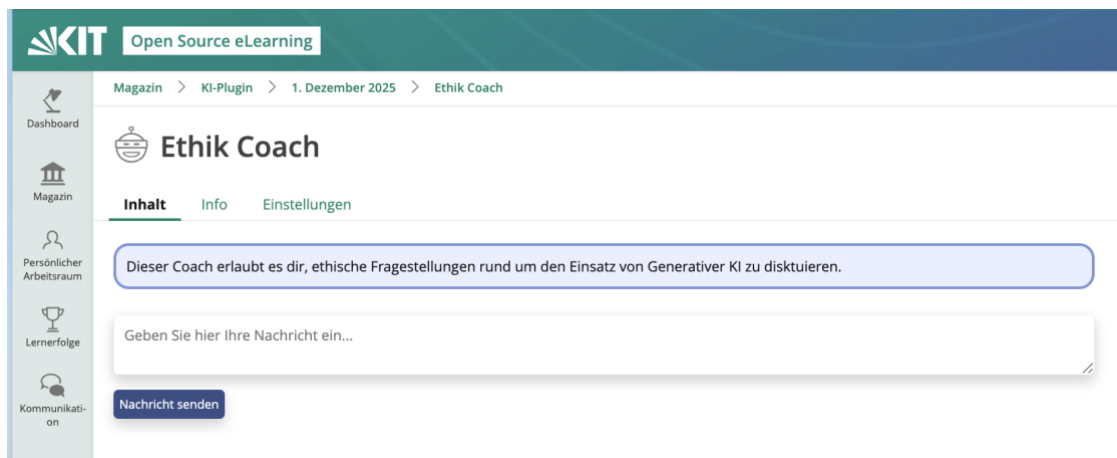 KIT Open Source eLearning
Magazin > KI-Plugin > 1. Dezember 2025 > Ethik Coach
Dashboard
Magazin
Persönlicher
Arbeitsraum
Lernerfolge
Kommunikati-
on
Ethik Coach
Inhalt Info Einstellungen
Dieser Coach erlaubt es dir, ethische Fragestellungen rund um den Einsatz von Generativer KI zu disktuieren.
Geben Sie hier Ihre Nachricht ein...
Nachricht senden